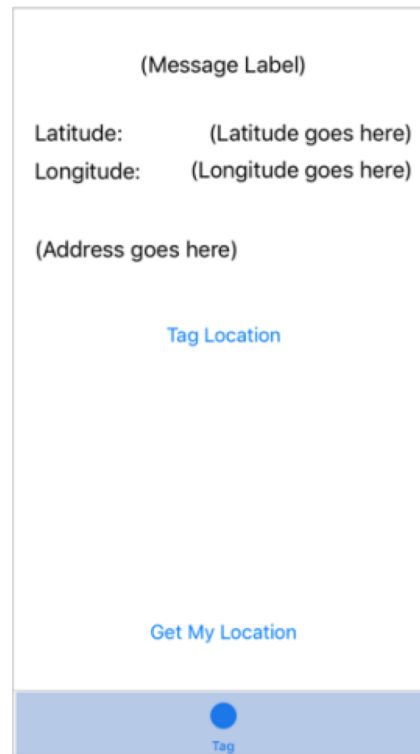 (Message Label)
Latitude: (Latitude goes here)
Longitude: (Longitude goes here)
(Address goes here)
Tag Location
Get My Location
Tag